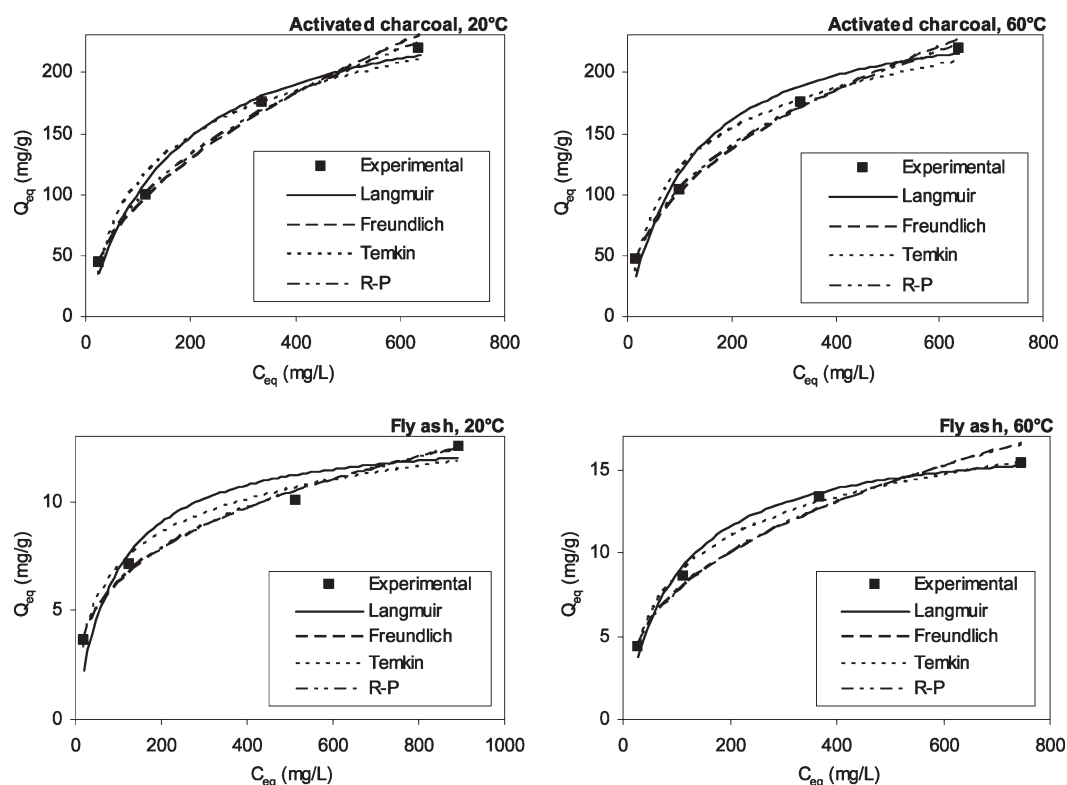 Activated charcoal, 20°C
200
150
100
50
0
Q_eq (mg/g)
Experimental
Langmuir
Freundlich
Temkin
R-P
0 200 400 600 800
C_eq (mg/L)
Activated charcoal, 60°C
200
150
100
50
0
Q_eq (mg/g)
Experimental
Langmuir
Freundlich
Temkin
R-P
0 200 400 600 800
C_eq (mg/L)
Fly ash, 20°C
10
5
0
Q_eq (mg/g)
Experimental
Langmuir
Freundlich
Temkin
R-P
0 200 400 600 800 1000
C_eq (mg/L)
Fly ash, 60°C
15
10
5
0
Q_eq (mg/g)
Experimental
Langmuir
Freundlich
Temkin
R-P
0 200 400 600 800
C_eq (mg/L)